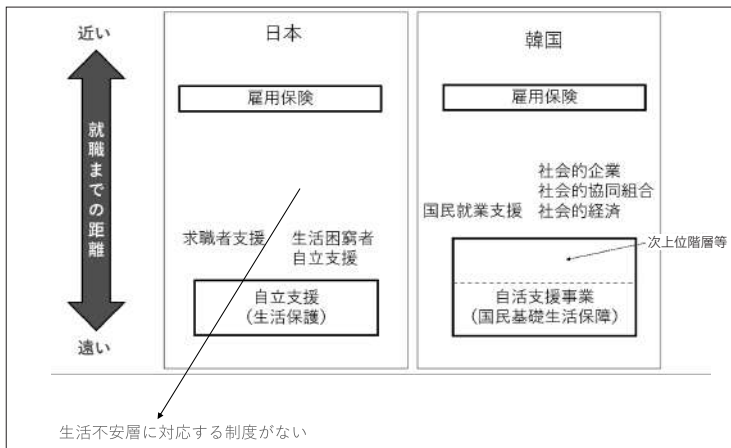 近い
就職までの距離
遠い
日本
雇用保険
求職者支援
生活困窮者
自立支援
自立支援
(生活保護)
韓国
雇用保険
社会的企業
社会的協同組合
国民就業支援 社会的経済
次上位階層等
自活支援事業
(国民基礎生活保障)
生活不安層に対応する制度がない